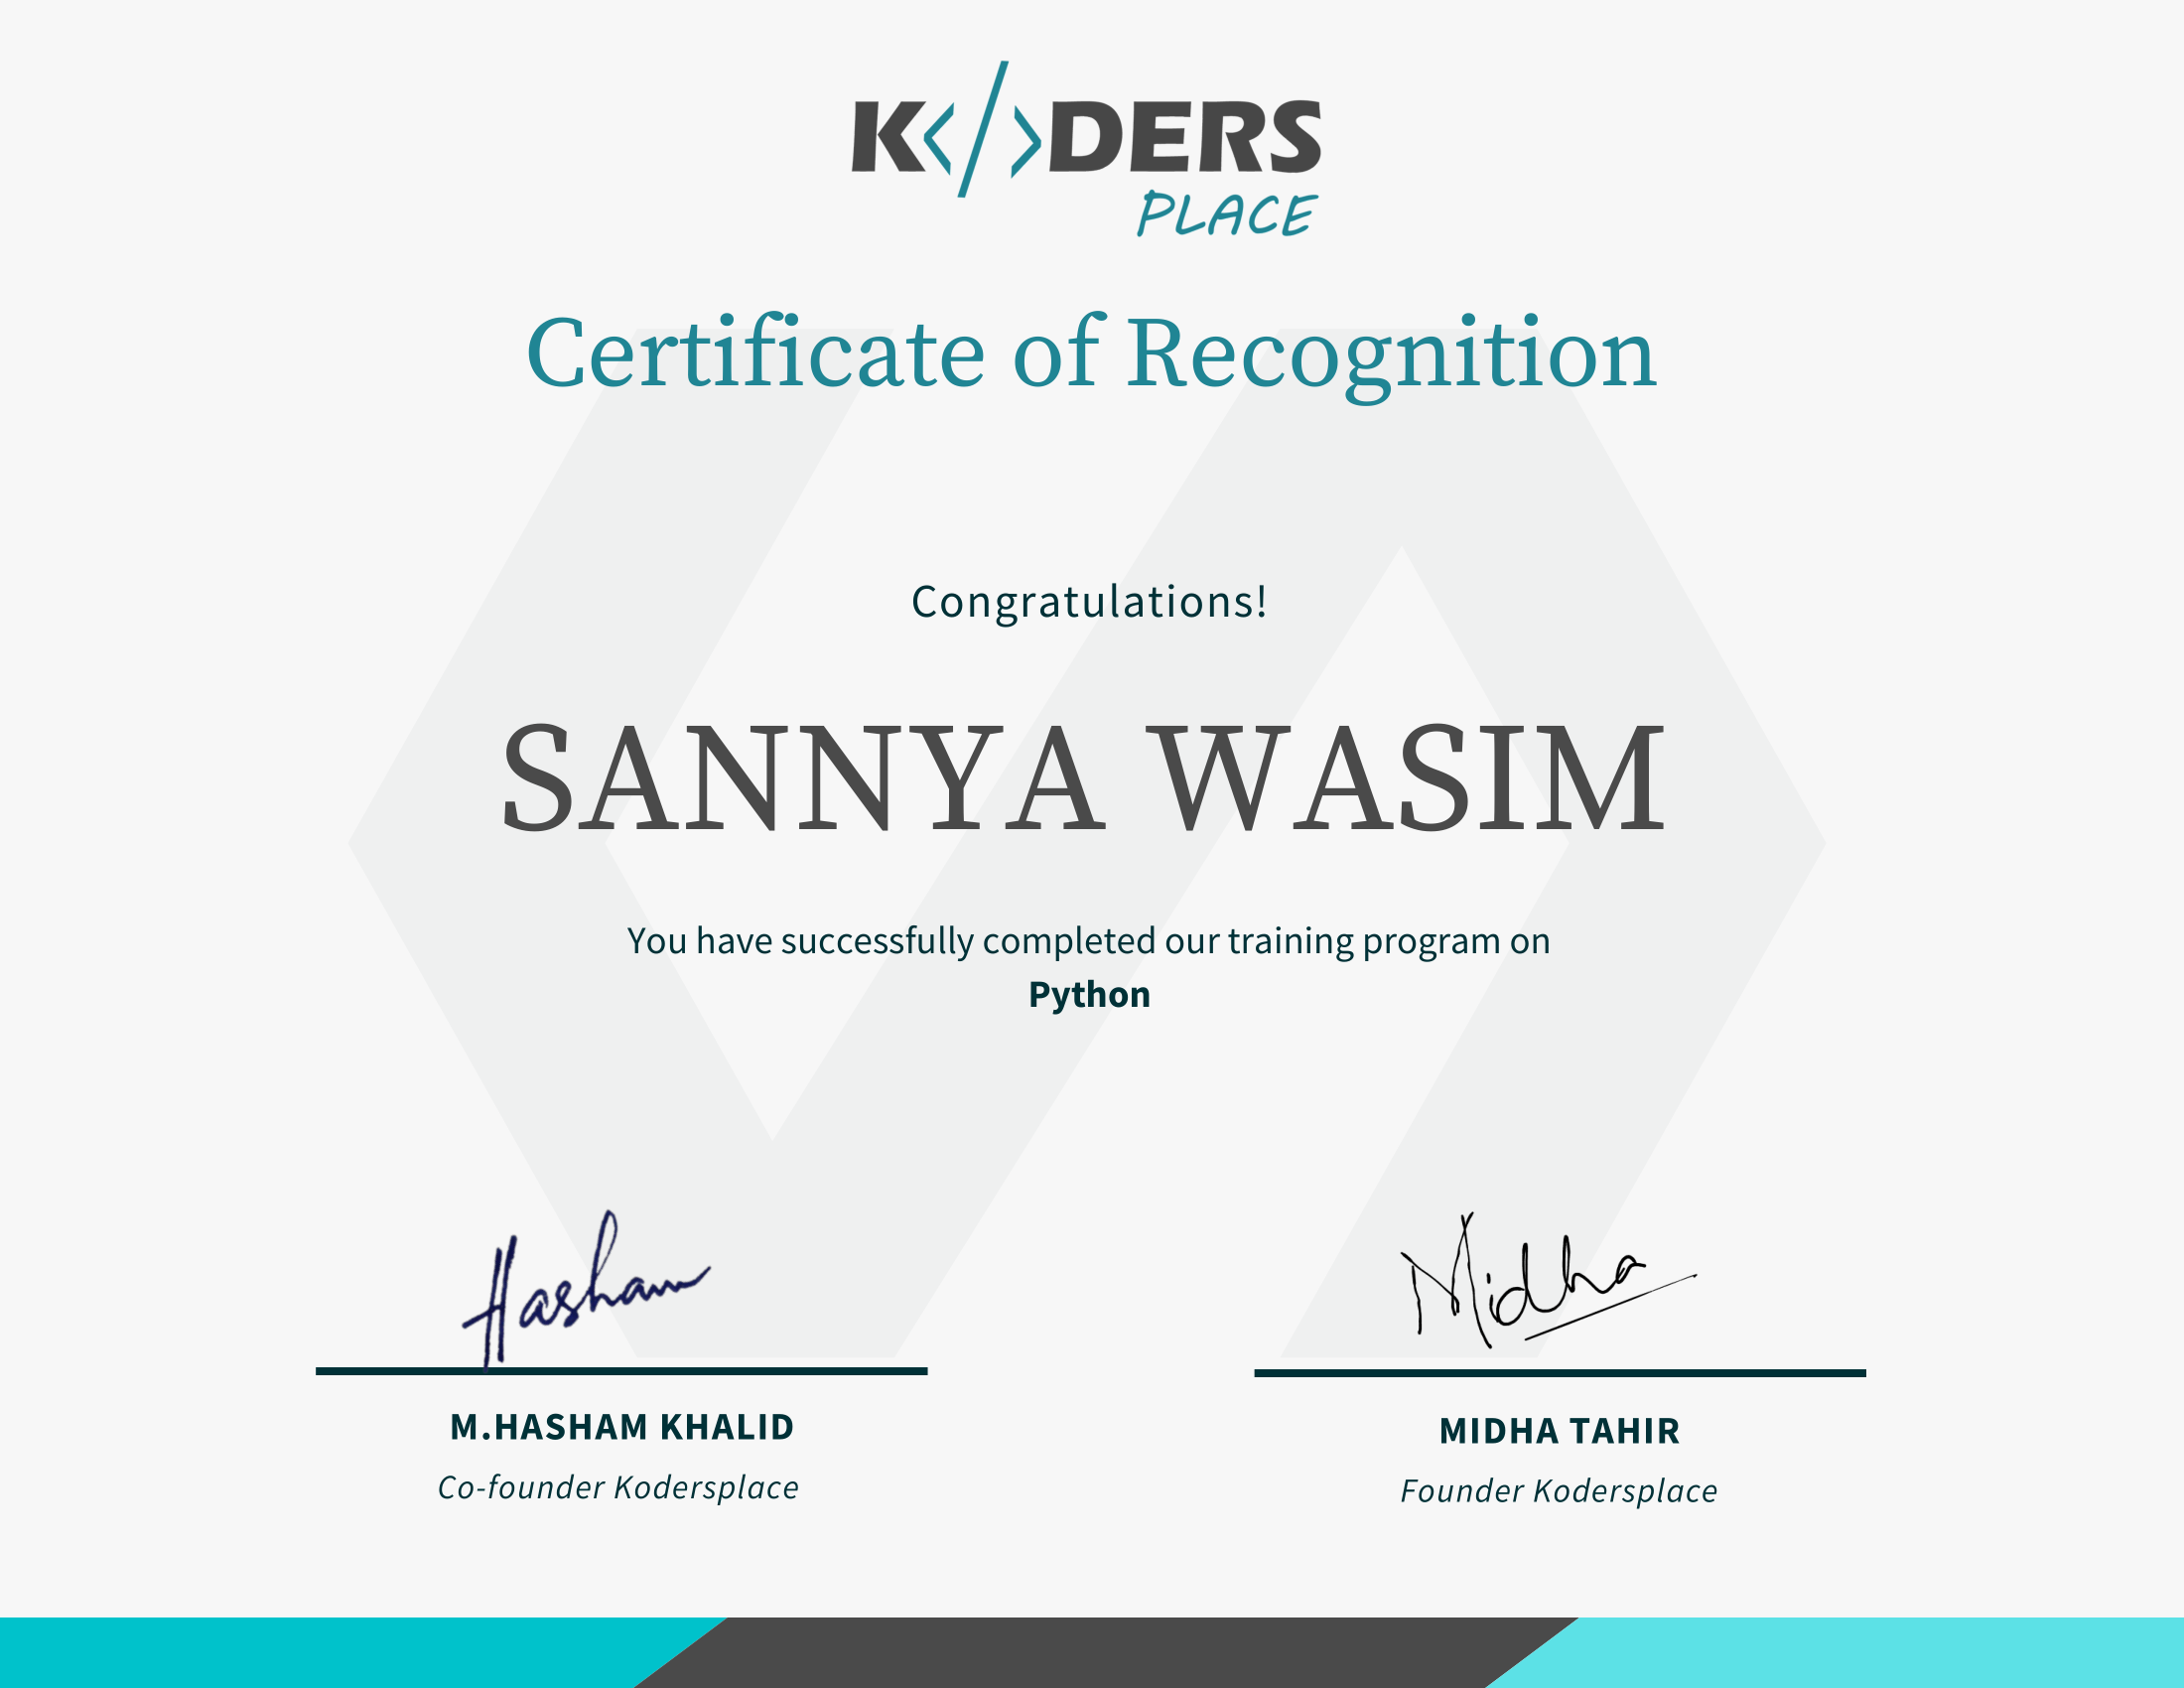 K</>DERS
PLACE
Certificate of Recognition
Congratulations!
SANNYA WASIM
You have successfully completed our training program on
Python
Hasham
Midha
M.HASHAM KHALID
MIDHA TAHIR
Co-founder Kodersplace
Founder Kodersplace